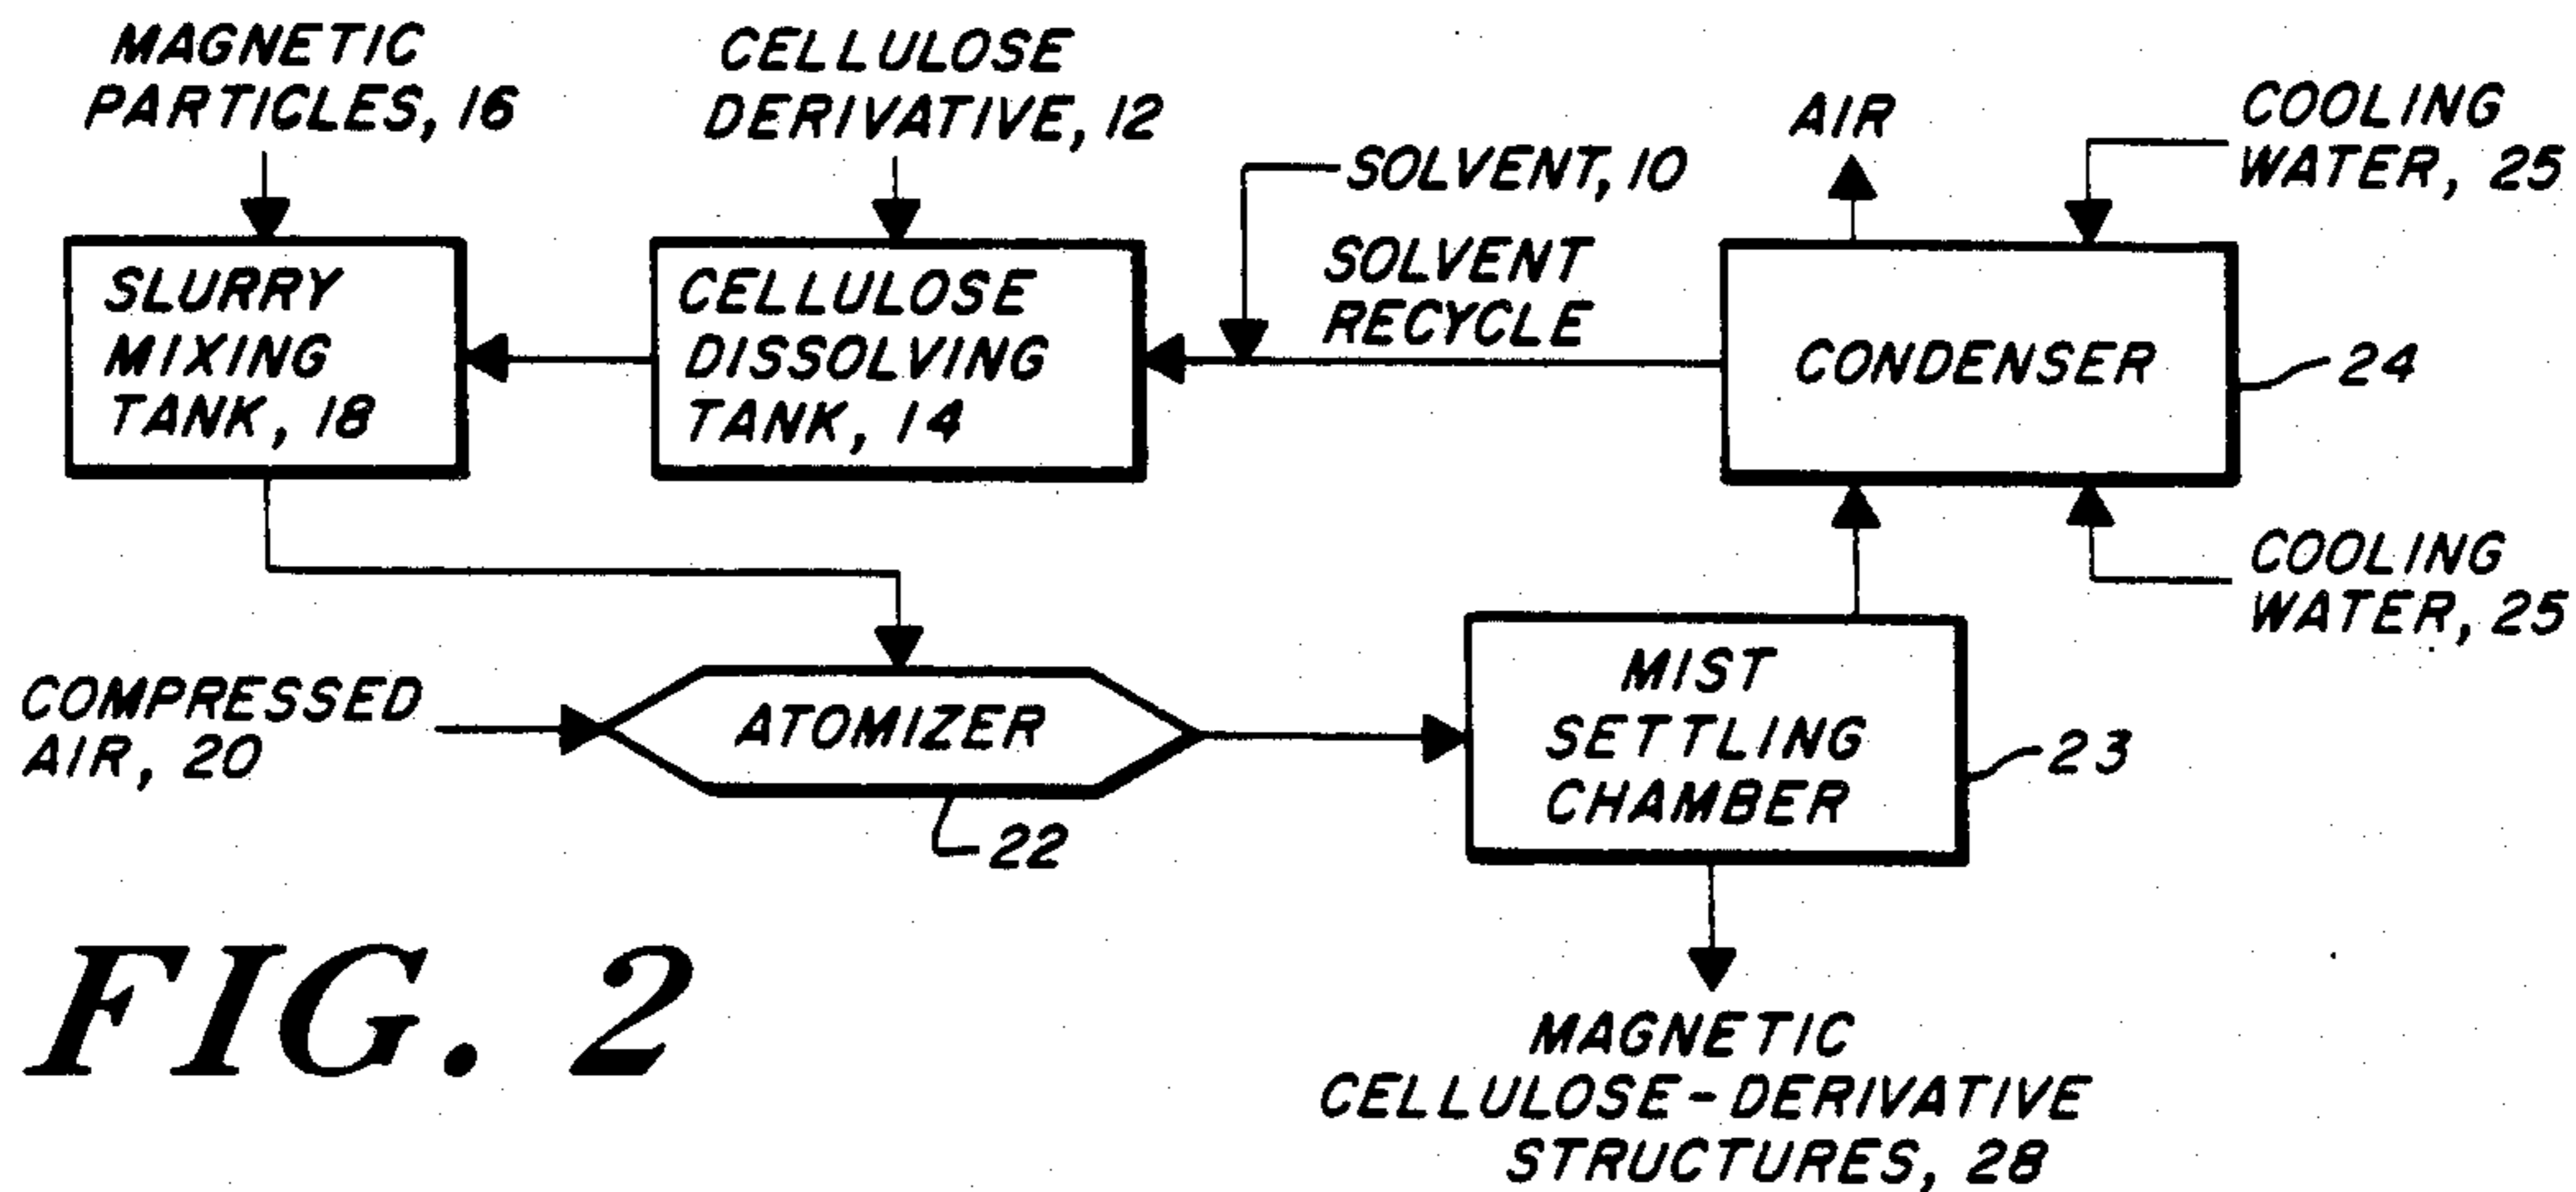 MAGNETIC
PARTICLES, 16
CELLULOSE
DERIVATIVE, 12
SOLVENT, 10
SOLVENT
RECYCLE
AIR
COOLING
WATER, 25
SLURRY
MIXING
TANK, 18
CELLULOSE
DISSOLVING
TANK, 14
CONDENSER
24
COOLING
WATER, 25
COMPRESSED
AIR, 20
ATOMIZER
22
MIST
SETTLING
CHAMBER
23
MAGNETIC
CELLULOSE-DERIVATIVE
STRUCTURES, 28
FIG. 2